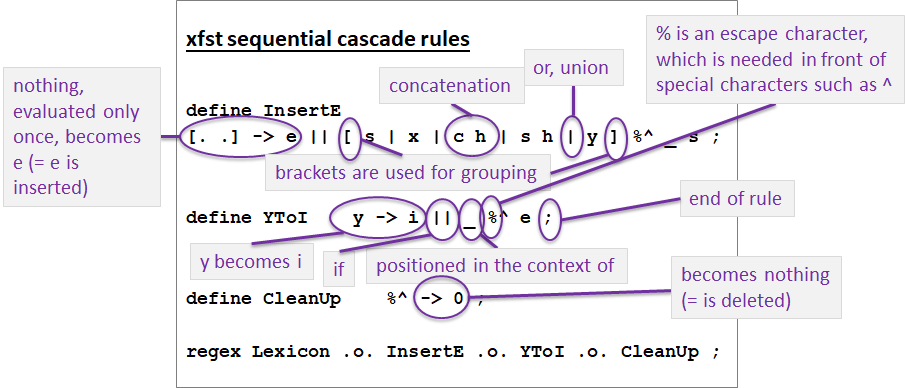 xfst sequential cascade rules
% is an escape character,
which is needed in front of
special characters such as ^
or, union
concatenation
nothing,
evaluated only
once, becomes
e (= e is
inserted)
define InsertE
[. .] -> e || [ s | x | c h | s h | y ] %^ _ s ;
brackets are used for grouping
end of rule
define YToI y -> i || _ %^ e ;
y becomes i
if
positioned in the context of
becomes nothing
(= is deleted)
define CleanUp %^ -> 0 ;
regex Lexicon .o. InsertE .o. YToI .o. CleanUp ;